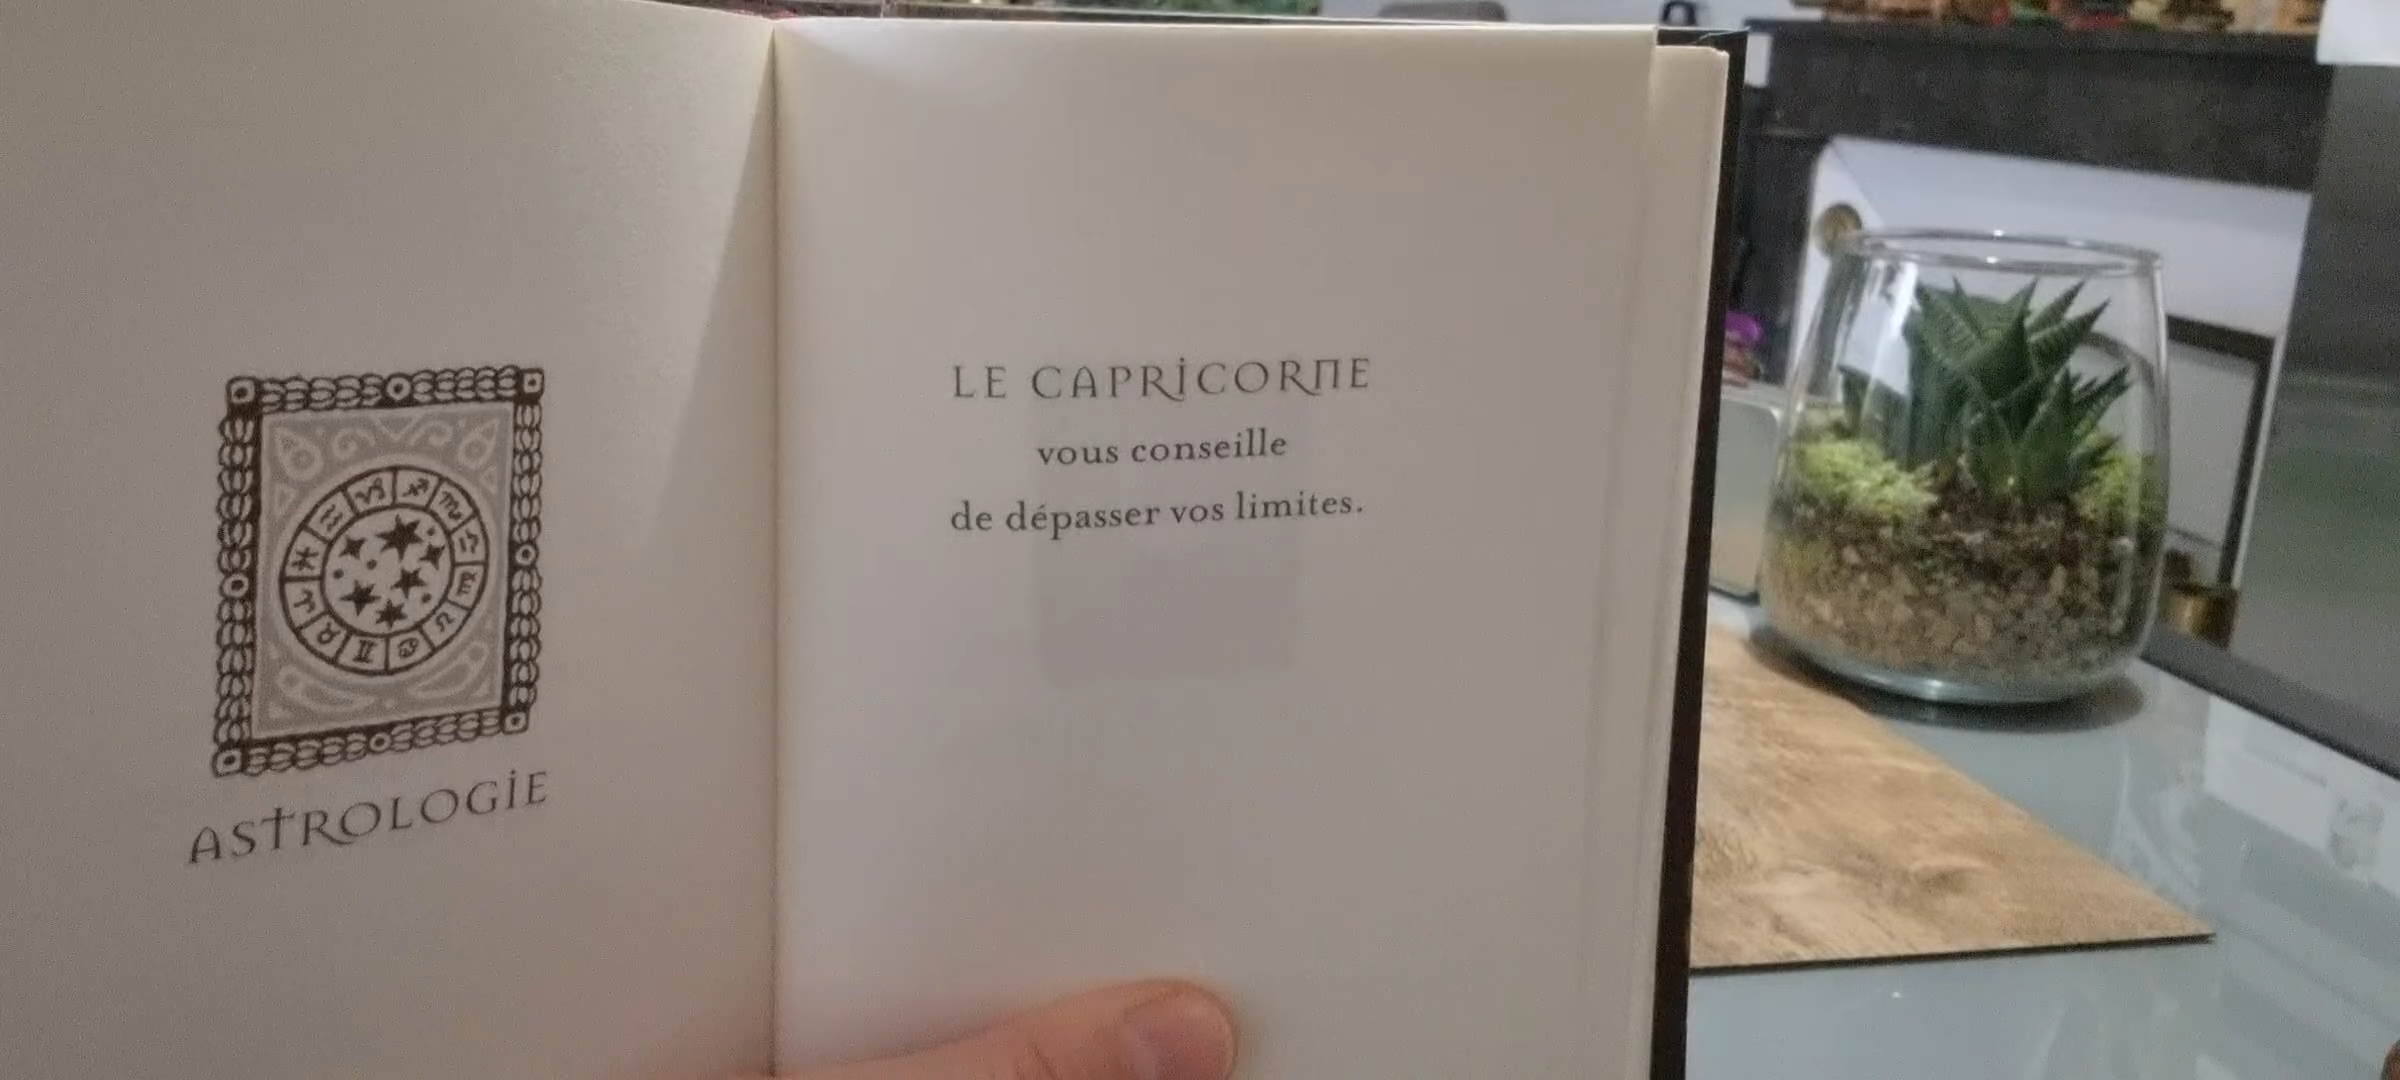 ASTROLOGIE
LE CAPRICORNE
vous conseille
de dépasser vos limites.